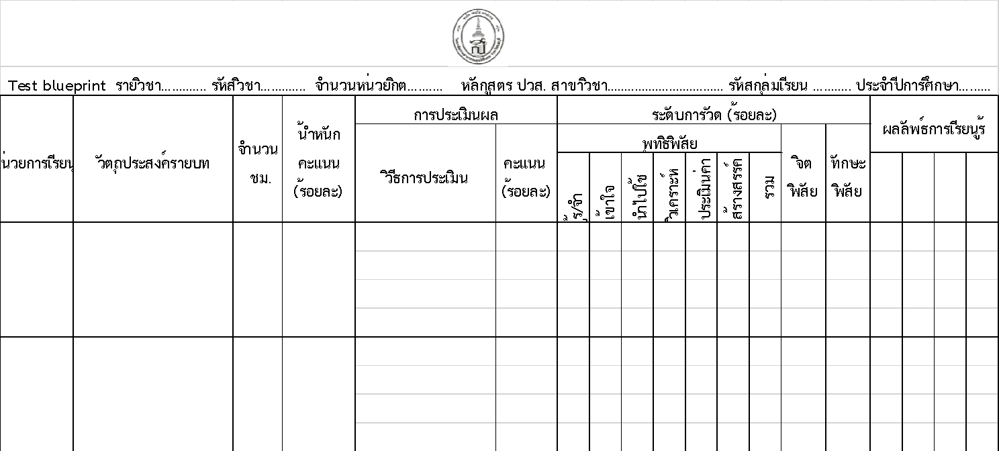 Test blueprint รายวิชา............ รหัสวิชา............ จำนวนหน่วยกิต......... หลักสูตร ปวส. สาขาวิชา................................ รหัสกลุ่มเรียน .......... ประจำปีการศึกษา........
การประเมินผล ระดับการวัด (ร้อยละ)
น่วยการเรียนรู วัตถุประสงค์รายบท จำนวน ชม. น้ำหนัก คะแนน (ร้อยละ) วิธีการประเมิน คะแนน (ร้อยละ) พุทธิพิสัย จิต พิสัย ทักษะ พิสัย ผลลัพธ์การเรียนรู้
รู้/จำ เข้าใจ นำไปใช้ วิเคราะห์ ประเมินค่า สร้างสรรค์ รวม